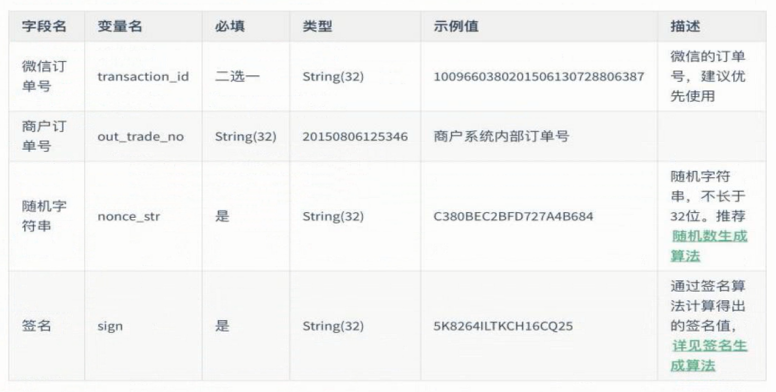 字段名 变量名 必填 类型 示例值 描述
微信订
单号
transaction_id 二选一 String(32) 1009660380201506130728806387
微信的订单
号，建议优
先使用
商户订
单号
out_trade_no String(32) 20150806125346 商户系统内部订单号
随机字
符串
nonce_str 是 String(32) C380BEC2BFD727A4B684
随机字符
串，不长于
32位。推荐
随机数生成
算法
签名 sign 是 String(32) 5K8264ILTKCH16CQ25
通过签名算
法计算得出
的签名值，
详见签名生
成算法